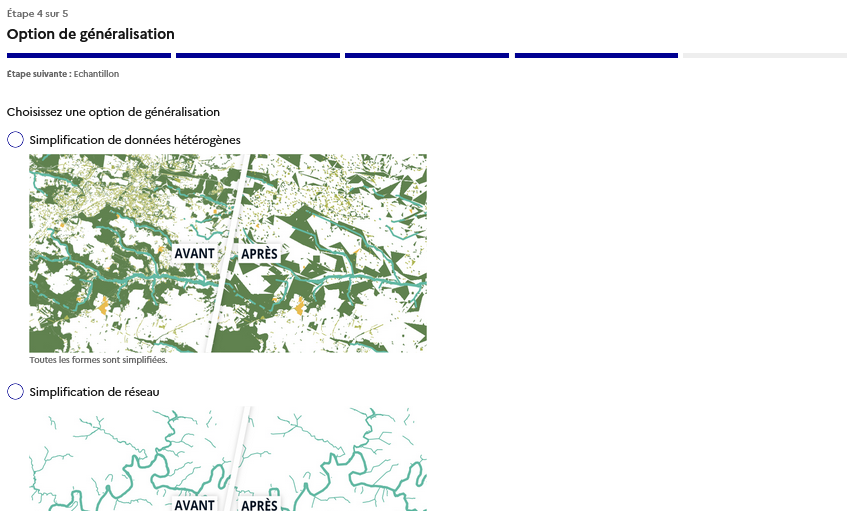 Étape 4 sur 5
Option de généralisation
Étape suivante : Echantillon
Choisissez une option de généralisation
Simplification de données hétérogènes
AVANT APRÈS
Toutes les formes sont simplifiées.
Simplification de réseau
AVANT APRÈS